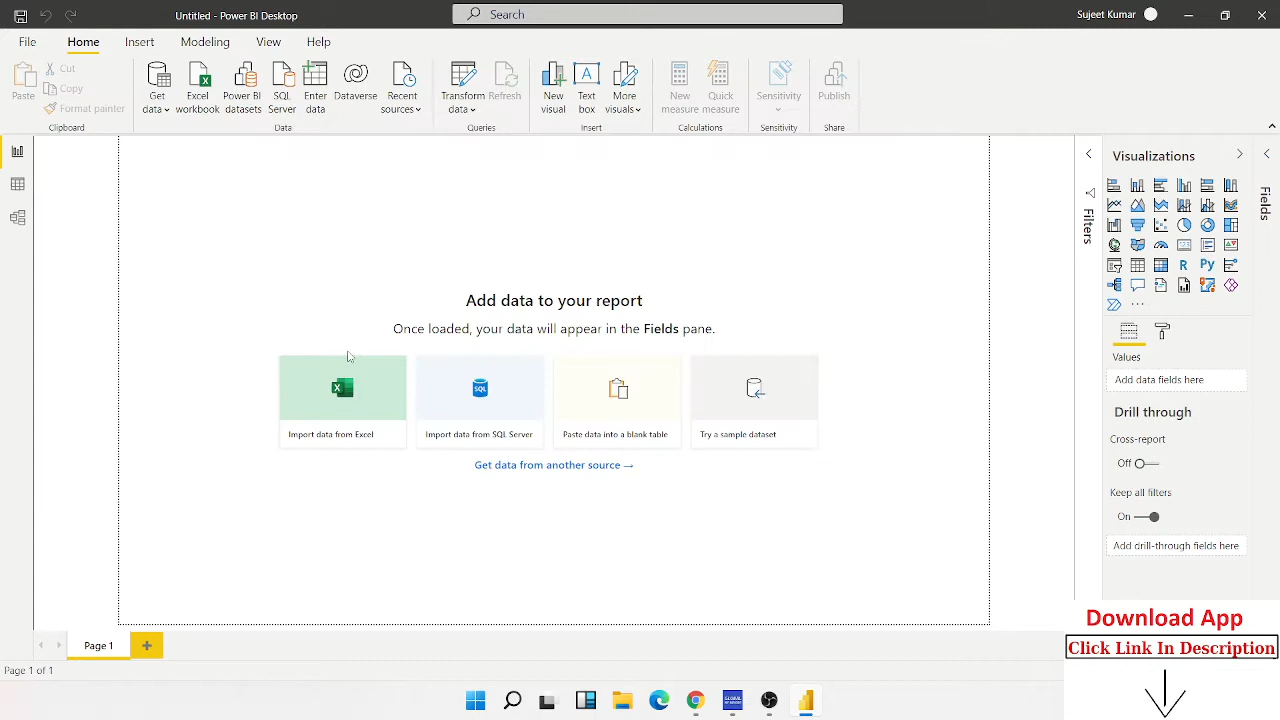 Untitled - Power BI Desktop
Search
Sujeet Kumar
File Home Insert Modeling View Help
Paste
Cut
Copy
Format painter
Clipboard
Get data
Excel workbook
Power BI datasets
SQL Server
Enter data
Dataverse
Recent sources
Data
Transform data
Refresh
Queries
New visual
Text box
More visuals
Insert
New measure
Quick measure
Calculations
Sensitivity
Sensitivity
Publish
Share
Add data to your report
Once loaded, your data will appear in the Fields pane.
Import data from Excel
SQL
Import data from SQL Server
Paste data into a blank table
Try a sample dataset
Get data from another source →
Filters
Visualizations
Fields
R Py
Values
Add data fields here
Drill through
Cross-report
Off
Keep all filters
On
Add drill-through fields here
Page 1
Page 1 of 1
Download App
Click Link In Description